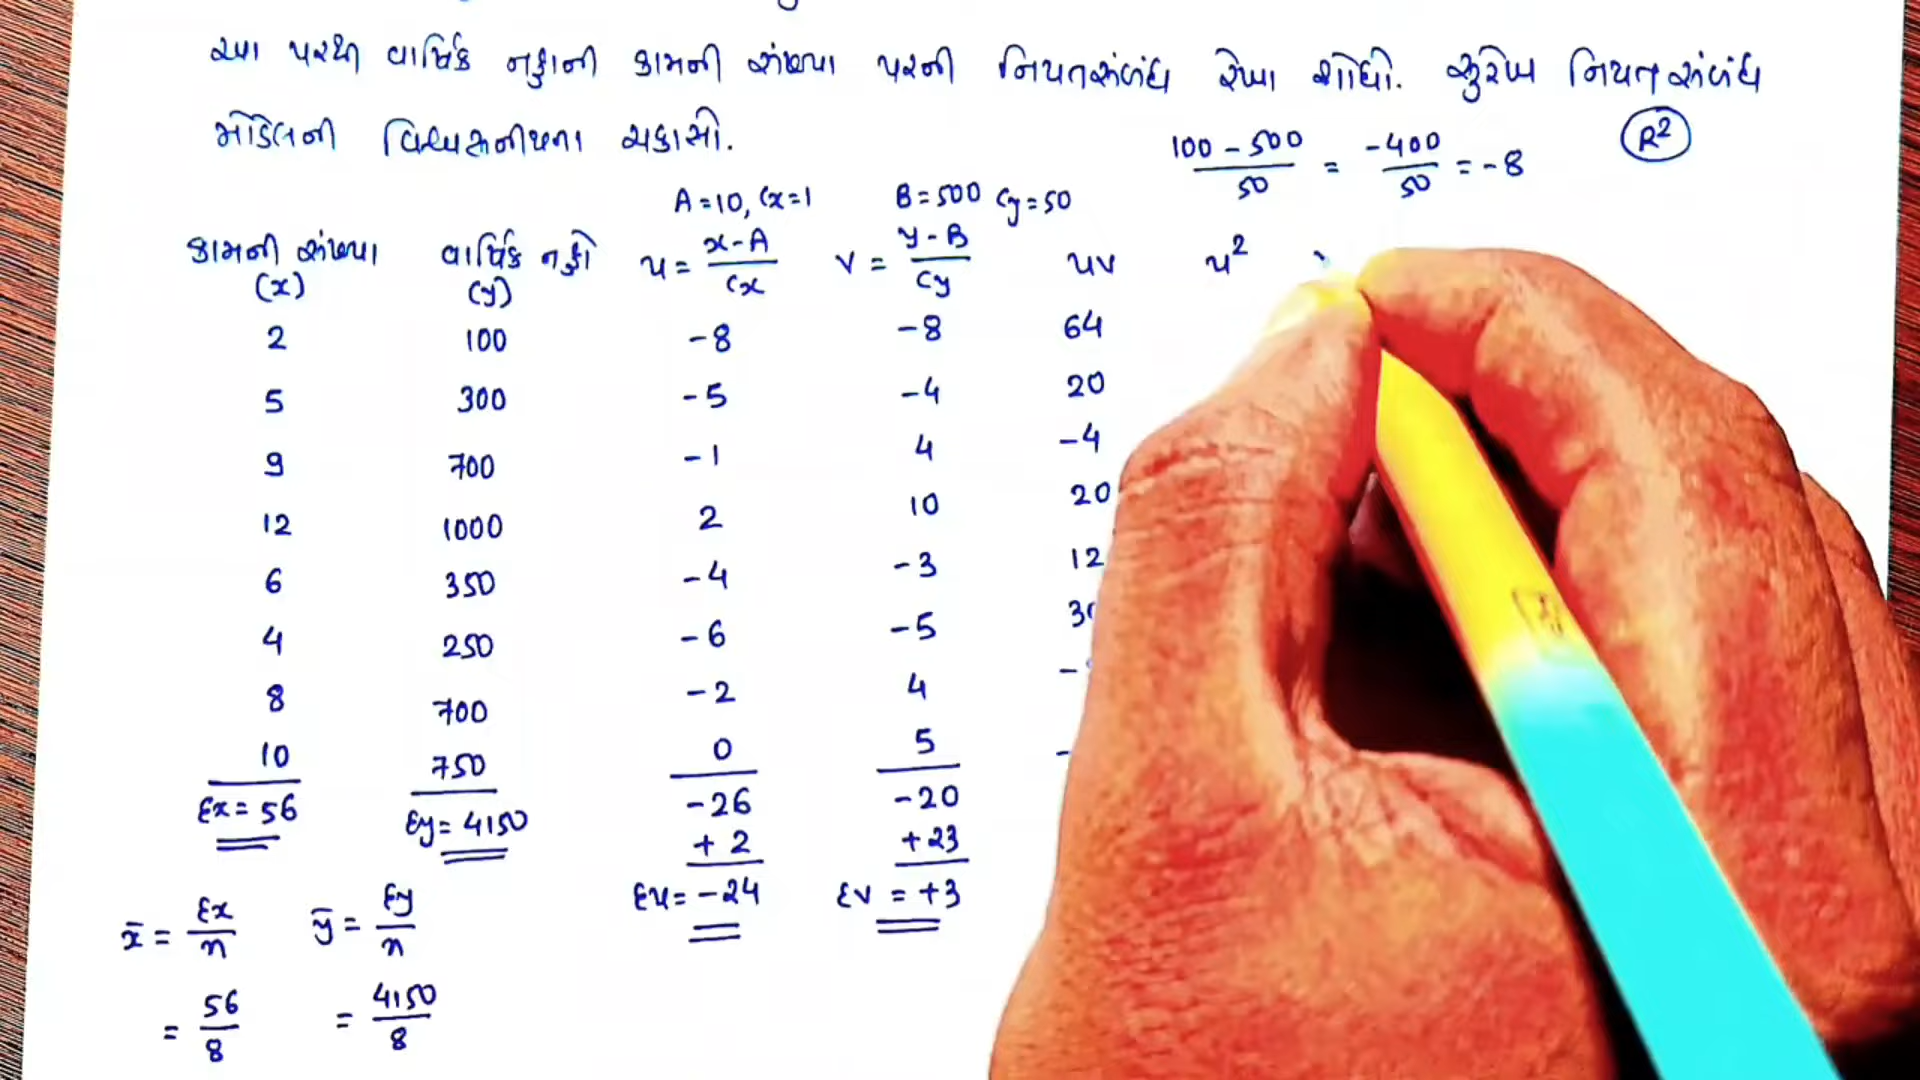 આ પરથી વાર્ષિક નફાની કામની સંખ્યા પરની નિયતસંબંધ રેખા શોધો. સુરેખ નિયતસંબંધ
મોડેલની વિશ્વસનીયતા ચકાસો.
100 - 500 / 50 = -400 / 50 = -8
R²
A = 10, Cx = 1
B = 500 Cy = 50
કામની સંખ્યા (x) વાર્ષિક નફો (y) u = x - A / Cx v = y - B / Cy uv u²
2 100 -8 -8 64
5 300 -5 -4 20
9 700 -1 4 -4
12 1000 2 10 20
6 350 -4 -3 12
4 250 -6 -5
8 700 -2 4
10 750 0 5
Σx = 56 Σy = 4150 -26 -20
+ 2 + 23
Σu = -24 Σv = +3
x̄ = Σx / n ȳ = Σy / n
= 56 / 8 = 4150 / 8